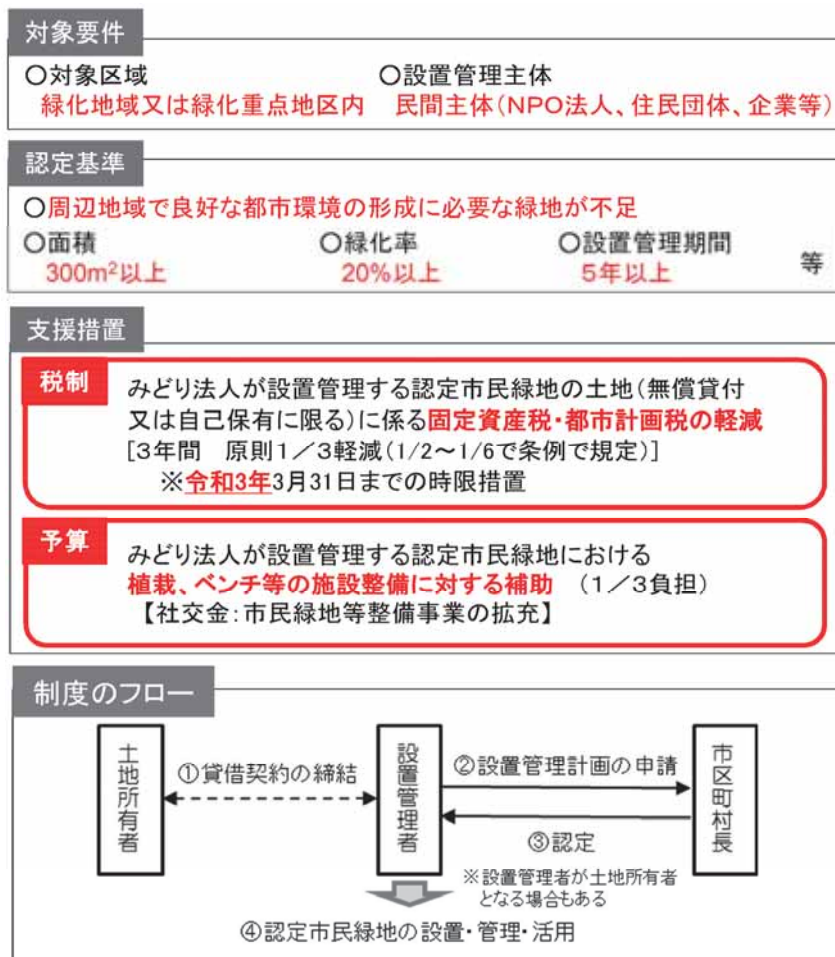 対象要件
○対象区域 ○設置管理主体
緑化地域又は緑化重点地区内 民間主体(NPO法人、住民団体、企業等)
認定基準
○周辺地域で良好な都市環境の形成に必要な緑地が不足
○面積 ○緑化率 ○設置管理期間
300m²以上 20%以上 5年以上 等
支援措置
税制
みどり法人が設置管理する認定市民緑地の土地(無償貸付
又は自己保有に限る)に係る固定資産税・都市計画税の軽減
[3年間 原則1/3軽減(1/2~1/6で条例で規定)]
※令和3年3月31日までの時限措置
予算
みどり法人が設置管理する認定市民緑地における
植栽、ベンチ等の施設整備に対する補助 (1/3負担)
【社交金:市民緑地等整備事業の拡充】
制度のフロー
土地所有者
①貸借契約の締結
設置管理者
②設置管理計画の申請
③認定
市区町村長
※設置管理者が土地所有者
となる場合もある
④認定市民緑地の設置・管理・活用